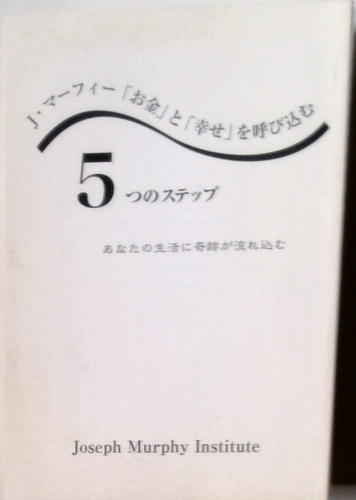 J・マーフィー「お金」と「幸せ」を呼び込む
5つのステップ
あなたの生活に奇跡が流れ込む
Joseph Murphy Institute